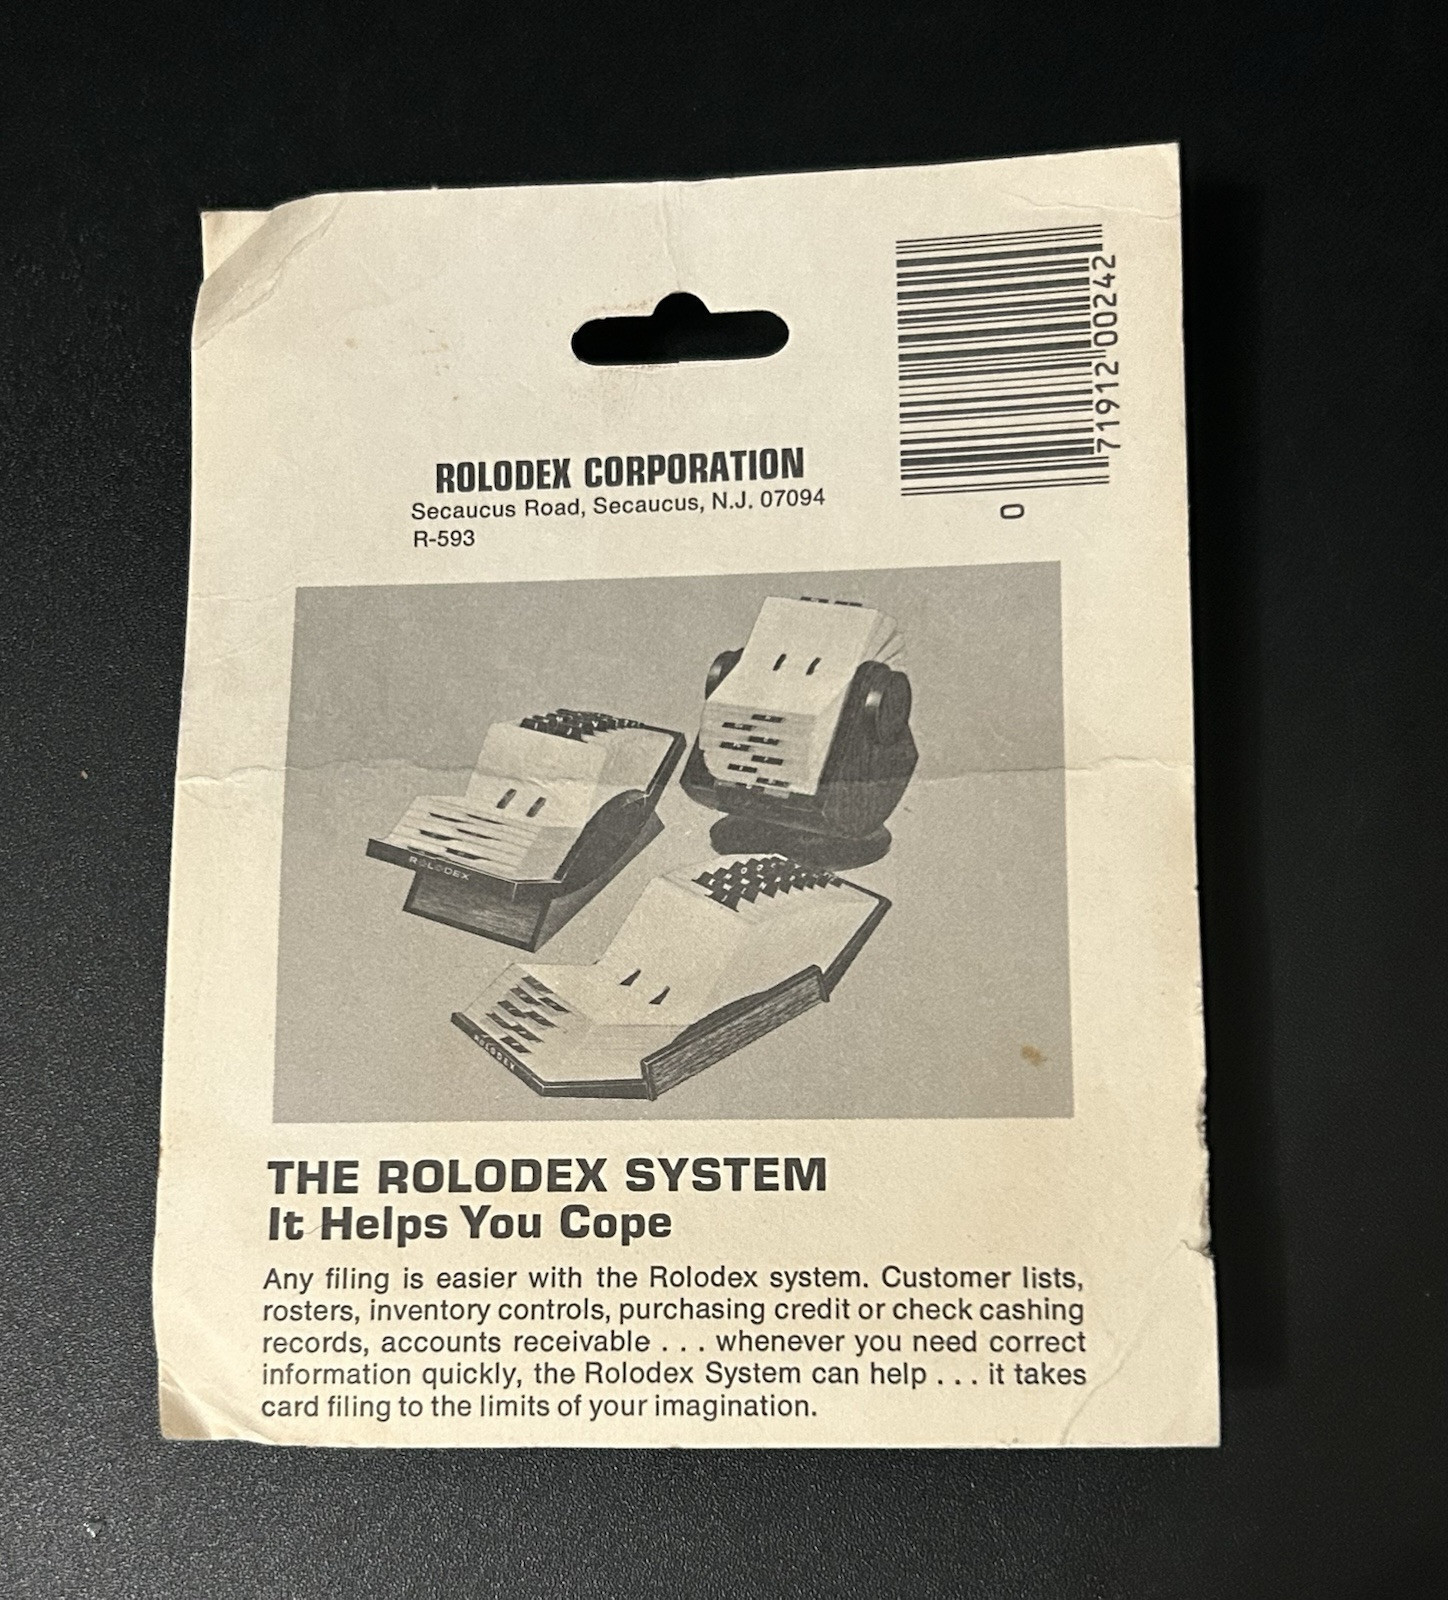 71912 00242
0
ROLODEX CORPORATION
Secaucus Road, Secaucus, N.J. 07094
R-593
ROLODEX
ROLODEX
THE ROLODEX SYSTEM
It Helps You Cope
Any filing is easier with the Rolodex system. Customer lists,
rosters, inventory controls, purchasing credit or check cashing
records, accounts receivable . . . whenever you need correct
information quickly, the Rolodex System can help . . . it takes
card filing to the limits of your imagination.